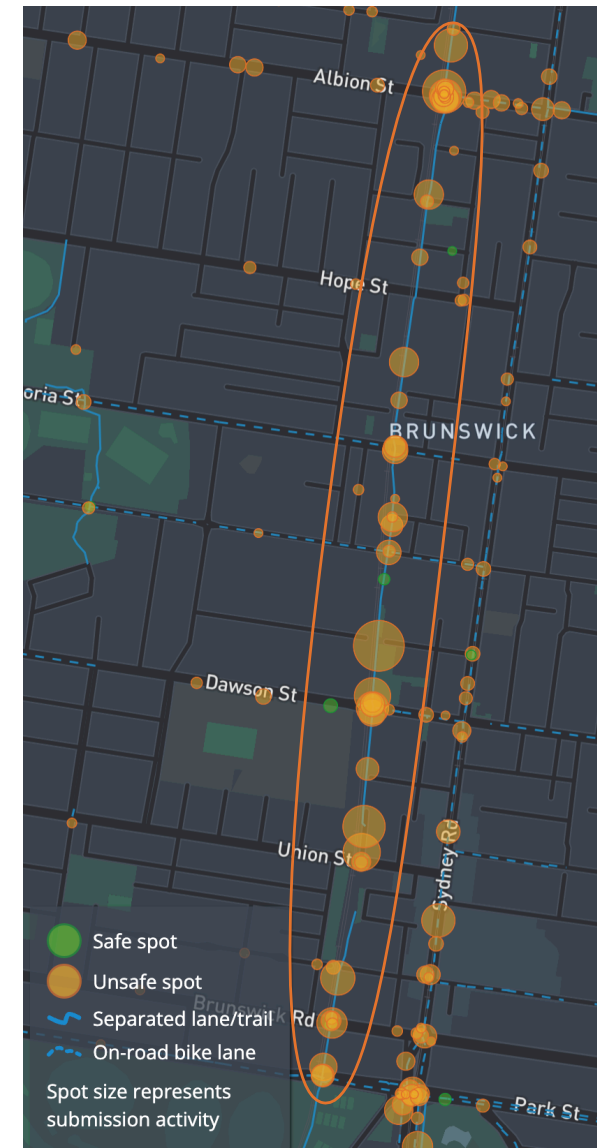 Albion St
Hope St
oria St
BRUNSWICK
Dawson St
Union St
Sydney Rd
Safe spot
Unsafe spot
Brunswick Rd
Separated lane/trail
On-road bike lane
Spot size represents
submission activity
Park St